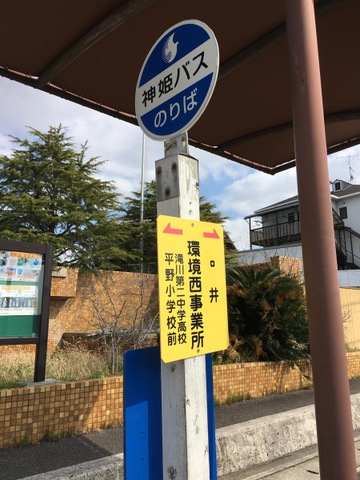 神姫バス
のりば
口井
環境西事業所
滝川第二中学高校
平野小学校前